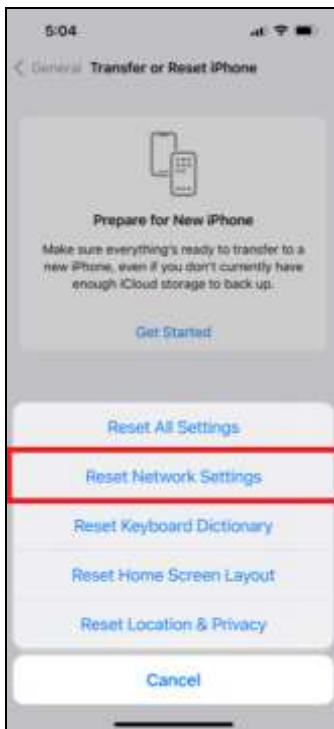 5:04
General Transfer or Reset iPhone
Prepare for New iPhone
Make sure everything's ready to transfer to a
new iPhone, even if you don't currently have
enough iCloud storage to back up.
Get Started
Reset All Settings
Reset Network Settings
Reset Keyboard Dictionary
Reset Home Screen Layout
Reset Location & Privacy
Cancel